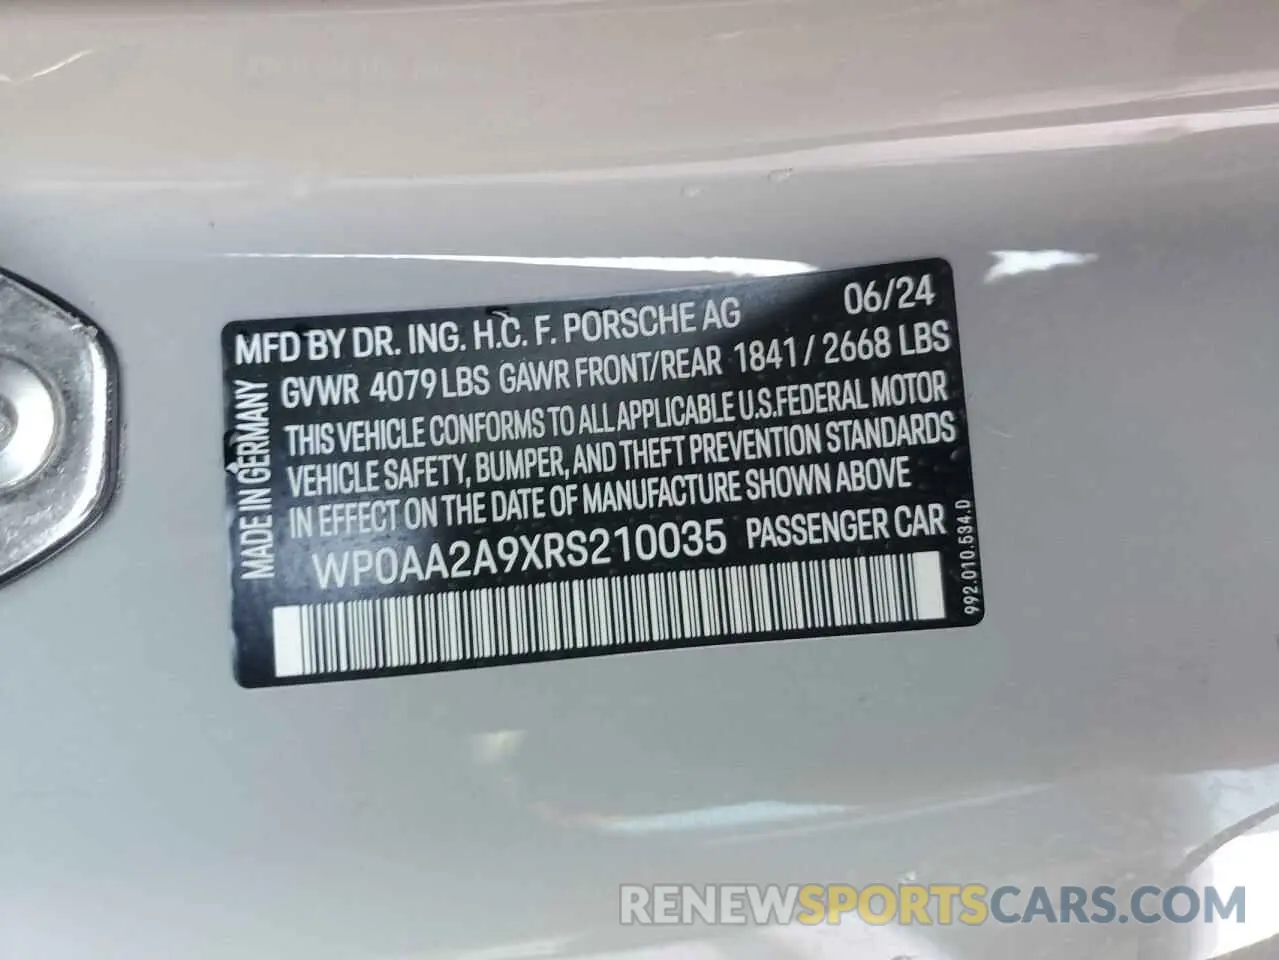 MFD BY DR. ING. H.C. F. PORSCHE AG 06/24
GVWR 4079 LBS GAWR FRONT/REAR 1841 / 2668 LBS
THIS VEHICLE CONFORMS TO ALL APPLICABLE U.S.FEDERAL MOTOR
VEHICLE SAFETY, BUMPER, AND THEFT PREVENTION STANDARDS
IN EFFECT ON THE DATE OF MANUFACTURE SHOWN ABOVE
WP0AA2A9XRS210035 PASSENGER CAR
MADE IN GERMANY
992.010.534.D
RENEWSPORTSCARS.COM